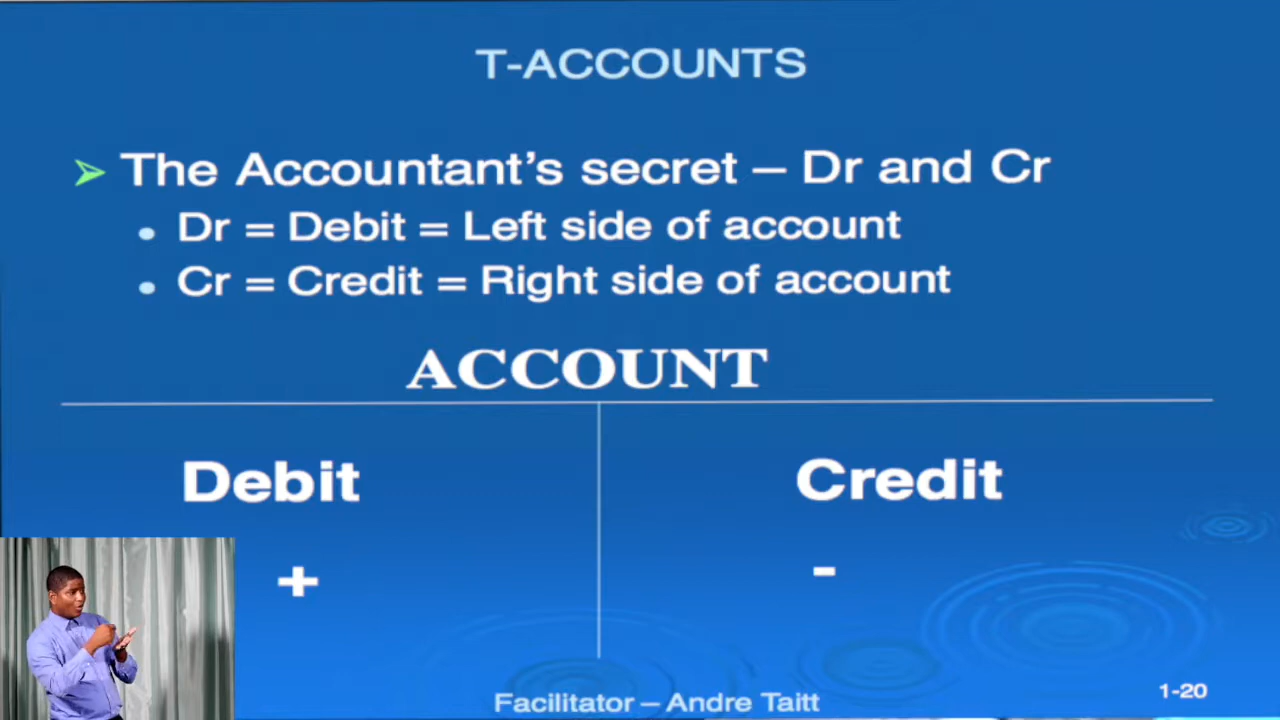 T-ACCOUNTS
The Accountant's secret – Dr and Cr
Dr = Debit = Left side of account
Cr = Credit = Right side of account
ACCOUNT
Debit Credit
+ -
Facilitator – Andre Taitt
1-20